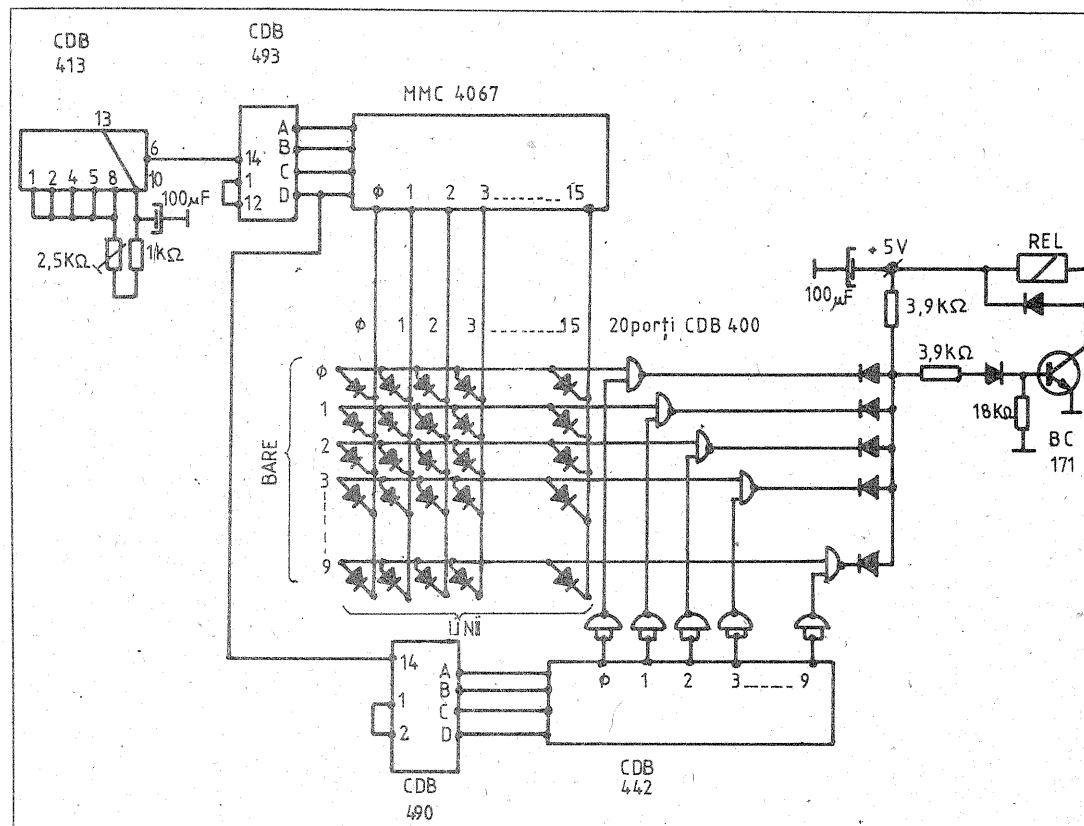 CDB
413
CDB
493
MMC 4067
13
6
1 2 4 5 8 10
100µF
2,5KΩ
1kΩ
14
1
12
A
B
C
D
ϕ 1 2 3 15
ϕ 1 2 3 15
20porți CDB 400
+5V
100µF
REL
3,9KΩ
3,9KΩ
18KΩ
BC
171
BARE
ϕ
1
2
3
9
LINII
14
1
2
A
B
C
D
ϕ 1 2 3 9
CDB
490
CDB
442